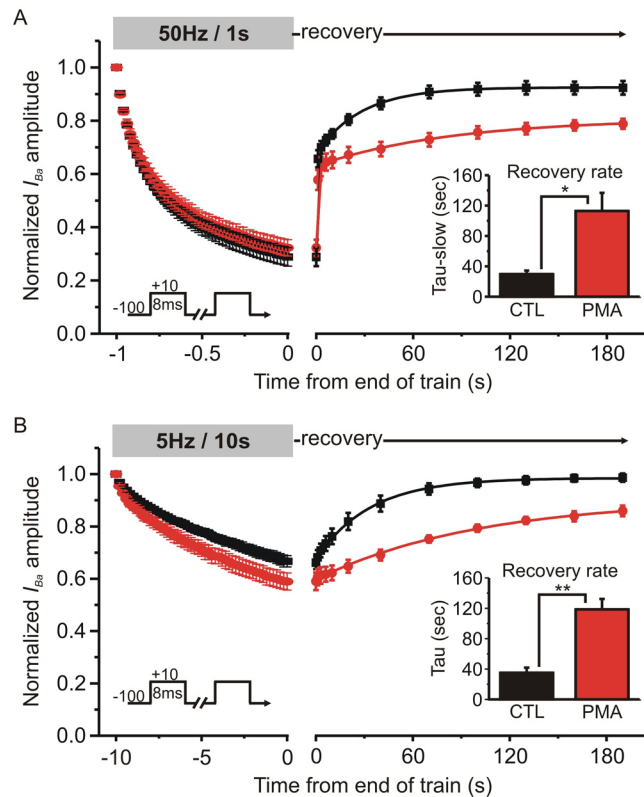 A
50Hz / 1s
recovery
1.0
0.8
0.6
0.4
0.2
0.0
Normalized I_Ba amplitude
+10
-100
8ms
Recovery rate
*
160
120
80
40
0
Tau-slow (sec)
CTL PMA
-1 -0.5 0 0 60 130 190
Time from end of train (s)
B
5Hz / 10s
recovery
1.0
0.8
0.6
0.4
0.2
0.0
Normalized I_Ba amplitude
+10
-100
8ms
Recovery rate
**
160
120
80
40
0
Tau (sec)
CTL PMA
-10 -5 0 0 60 130 190
Time from end of train (s)